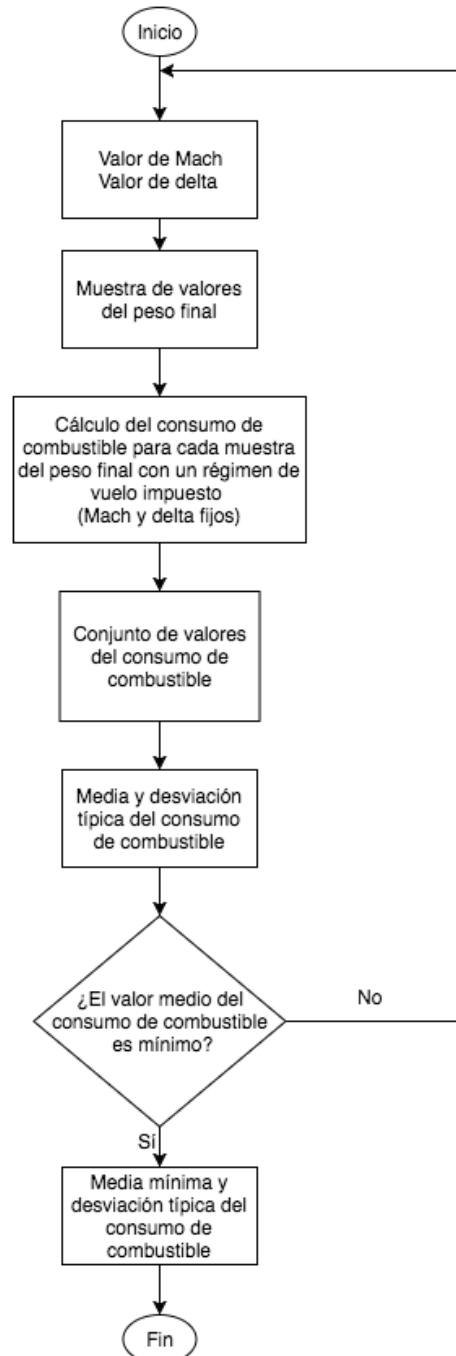 Inicio
Valor de Mach
Valor de delta
Muestra de valores
del peso final
Cálculo del consumo de
combustible para cada muestra
del peso final con un régimen de
vuelo impuesto
(Mach y delta fijos)
Conjunto de valores
del consumo de
combustible
Media y desviación
típica del consumo
de combustible
¿El valor medio del
consumo de combustible
es mínimo?
No
Sí
Media mínima y
desviación típica del
consumo de
combustible
Fin